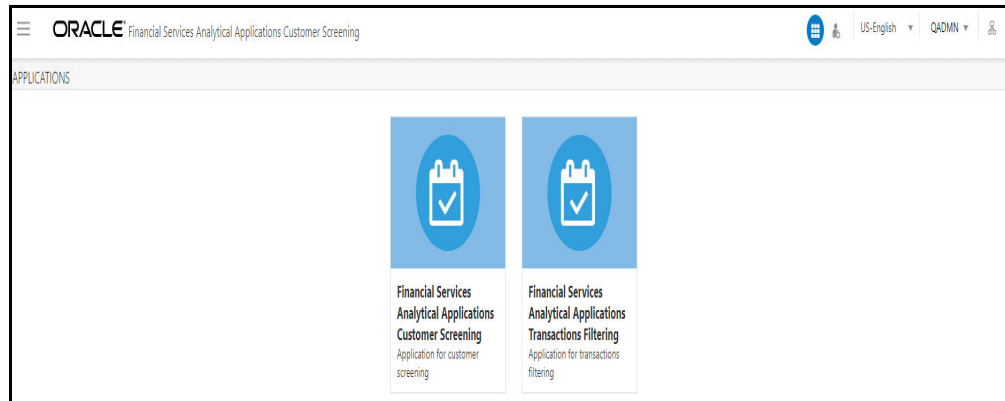 ORACLE® Financial Services Analytical Applications Customer Screening
US-English
QADMN
APPLICATIONS
Financial Services
Analytical Applications
Customer Screening
Application for customer
screening
Financial Services
Analytical Applications
Transactions Filtering
Application for transactions
filtering